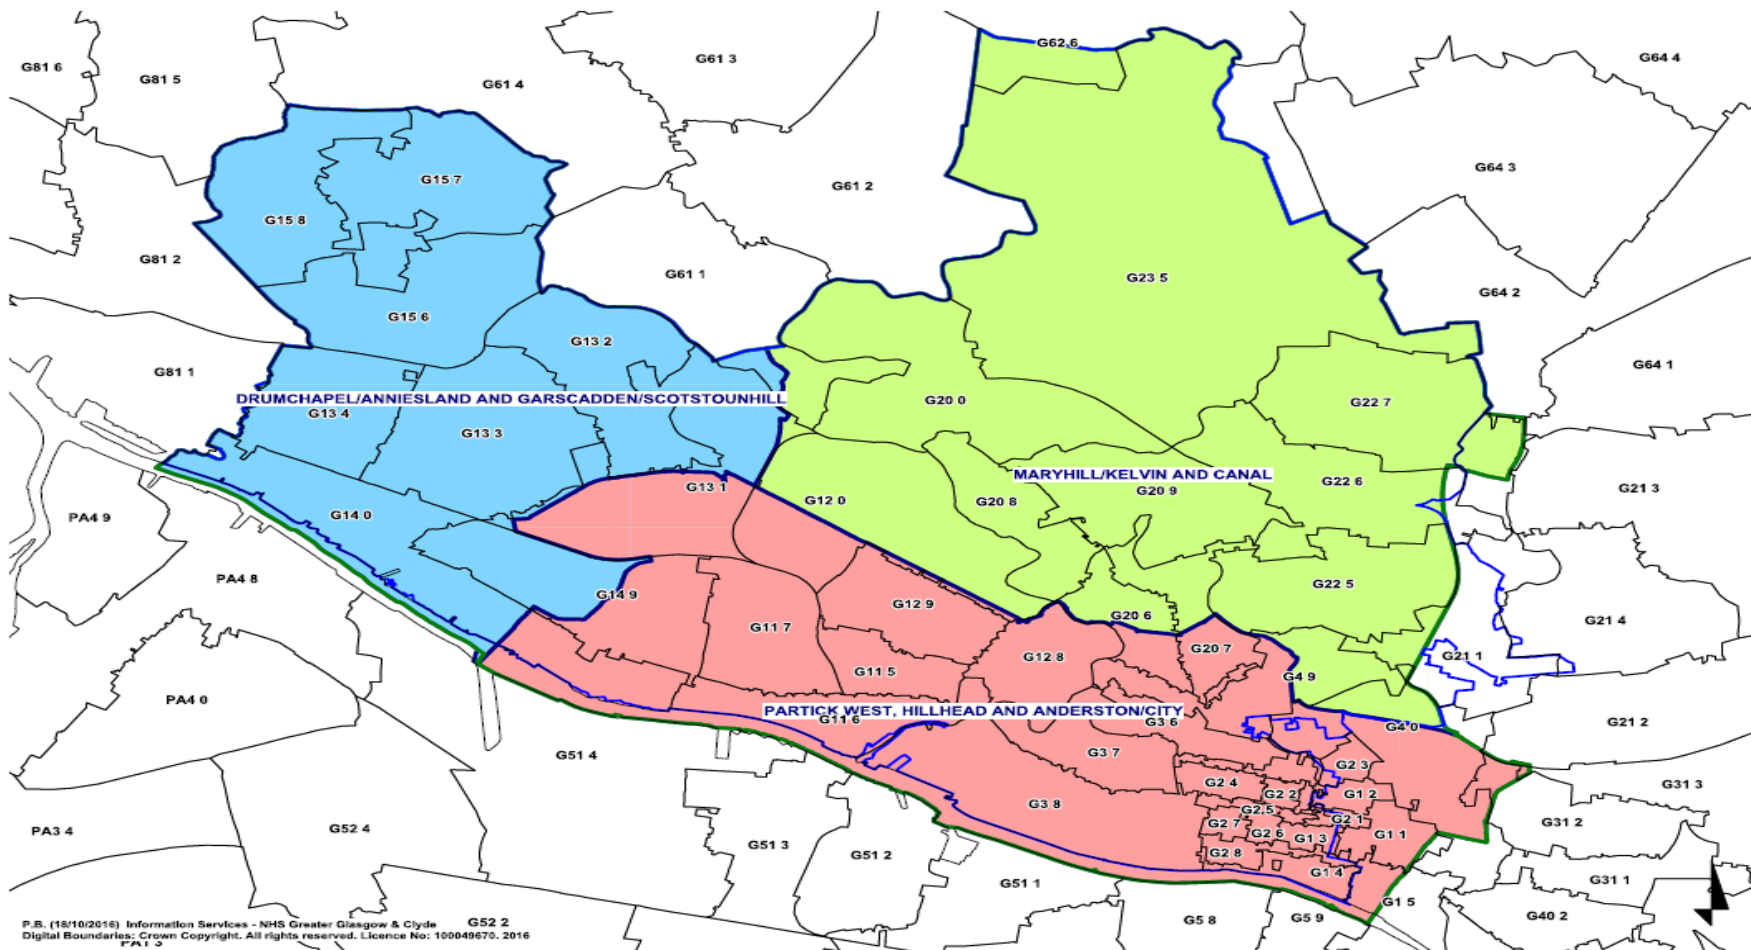 G62 6
G64 4
G61 3
G81 6
G81 5
G61 4
G64 3
G15 7
G61 2
G15 8
G81 2
G61 1
G23 5
G64 2
G15 6
G13 2
G64 1
G81 1
DRUMCHAPEL/ANNIESLAND AND GARSCADDEN/SCOTSTOUNHILL
G20 0
G22 7
G13 4
G13 3
MARYHILL/KELVIN AND CANAL
G22 6
G13 1
G21 3
G20 9
G12 0
G20 8
PA4 9
G14 0
PA4 8
G22 5
G14 9
G12 9
G20 6
G21 4
G11 7
G20 7
G12 8
G21 1
G11 5
G4 9
PA4 0
PARTICK WEST, HILLHEAD AND ANDERSTON/CITY
G11 6
G3 6
G21 2
G4 0
G51 4
G3 7
G2 3
G2 4
G31 3
G2 2
G1 2
G3 8
G2 5
G2 1
G31 2
G2 7
PA3 4
G52 4
G2 6
G1 3
G1 1
G51 3
G51 2
G2 8
G1 4
G51 1
G31 1
G1 5
G5 8
G5 9
G40 2
G52 2
P.B. (18/10/2016) Information Services - NHS Greater Glasgow & Clyde
Digital Boundaries: Crown Copyright. All rights reserved. Licence No: 100049670. 2016
PA1 3